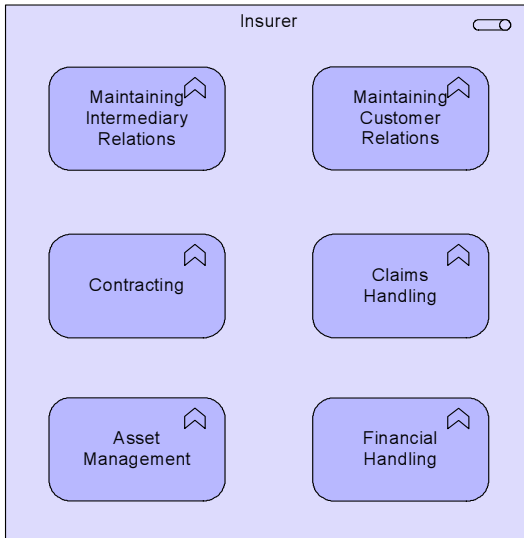 Insurer
Maintaining
Intermediary
Relations
Maintaining
Customer
Relations
Contracting
Claims
Handling
Asset
Management
Financial
Handling